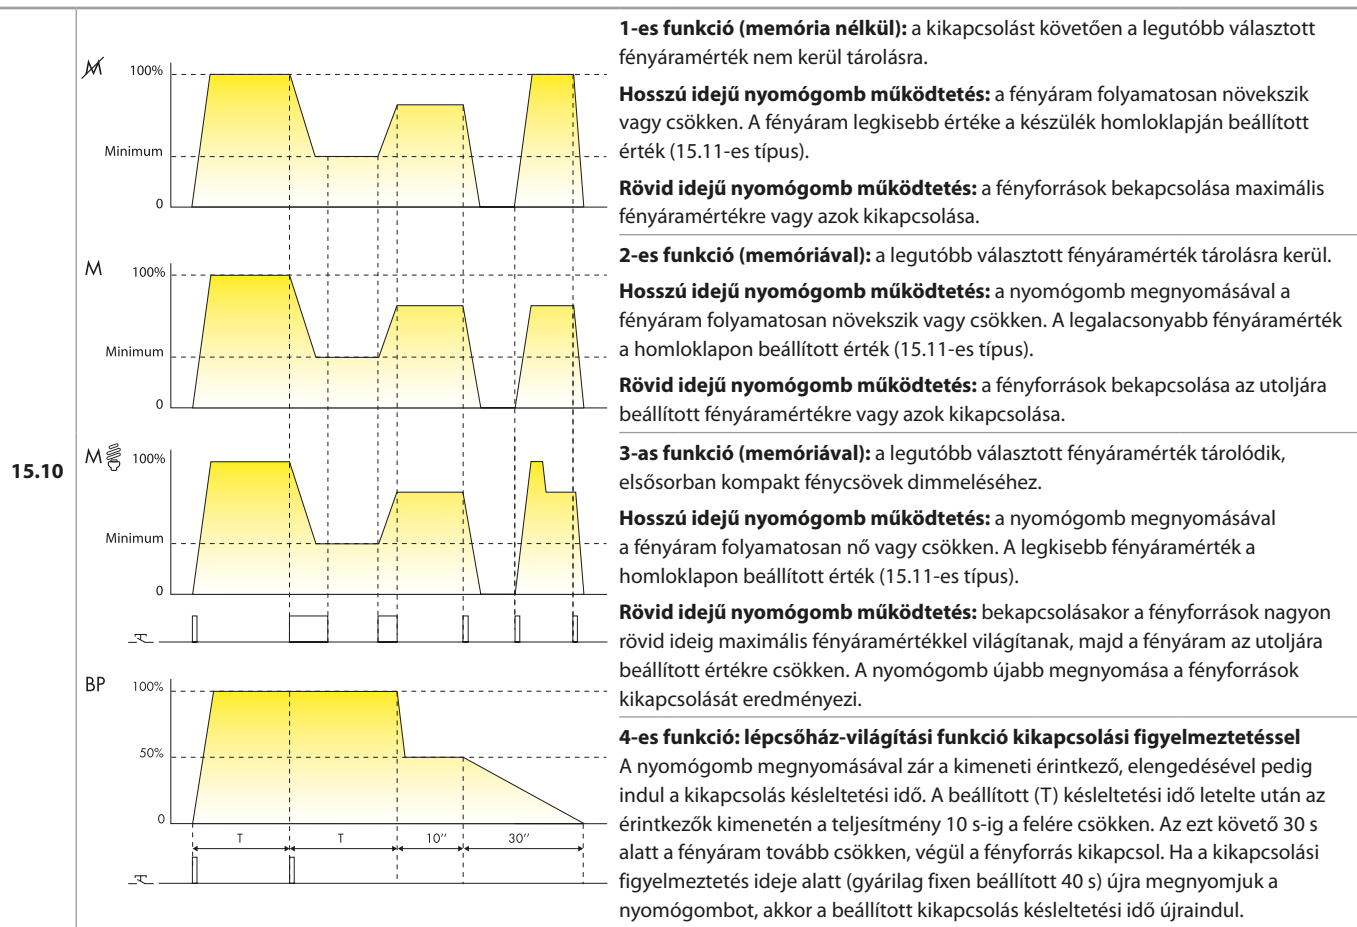 15.10
M
100%
Minimum
0
M
100%
Minimum
0
M
100%
Minimum
0
BP
100%
50%
0
T
T
10’’
30’’
1-es funkció (memória nélkül): a kikapcsolást követően a legutóbb választott
fényáramérték nem kerül tárolásra.
Hosszú idejű nyomógomb működtetés: a fényáram folyamatosan növekszik
vagy csökken. A fényáram legkisebb értéke a készülék homloklapján beállított
érték (15.11-es típus).
Rövid idejű nyomógomb működtetés: a fényforrások bekapcsolása maximális
fényáramértékre vagy azok kikapcsolása.
2-es funkció (memóriával): a legutóbb választott fényáramérték tárolásra kerül.
Hosszú idejű nyomógomb működtetés: a nyomógomb megnyomásával a
fényáram folyamatosan növekszik vagy csökken. A legalacsonyabb fényáramérték
a homloklapon beállított érték (15.11-es típus).
Rövid idejű nyomógomb működtetés: a fényforrások bekapcsolása az utoljára
beállított fényáramértékre vagy azok kikapcsolása.
3-as funkció (memóriával): a legutóbb választott fényáramérték tárolódik,
elsősorban kompakt fénycsövek dimmeléséhez.
Hosszú idejű nyomógomb működtetés: a nyomógomb megnyomásával
a fényáram folyamatosan nő vagy csökken. A legkisebb fényáramérték a
homloklapon beállított érték (15.11-es típus).
Rövid idejű nyomógomb működtetés: bekapcsolásakor a fényforrások nagyon
rövid ideig maximális fényáramértékkel világítanak, majd a fényáram az utoljára
beállított értékre csökken. A nyomógomb újabb megnyomása a fényforrások
kikapcsolását eredményezi.
4-es funkció: lépcsőház-világítási funkció kikapcsolási figyelmeztetéssel
A nyomógomb megnyomásával zár a kimeneti érintkező, elengedésével pedig
indul a kikapcsolás késleltetési idő. A beállított (T) késleltetési idő letelte után az
érintkezők kimenetén a teljesítmény 10 s-ig a felére csökken. Az ezt követő 30 s
alatt a fényáram tovább csökken, végül a fényforrás kikapcsol. Ha a kikapcsolási
figyelmeztetés ideje alatt (gyárilag fixen beállított 40 s) újra megnyomjuk a
nyomógombot, akkor a beállított kikapcsolás késleltetési idő újraindul.